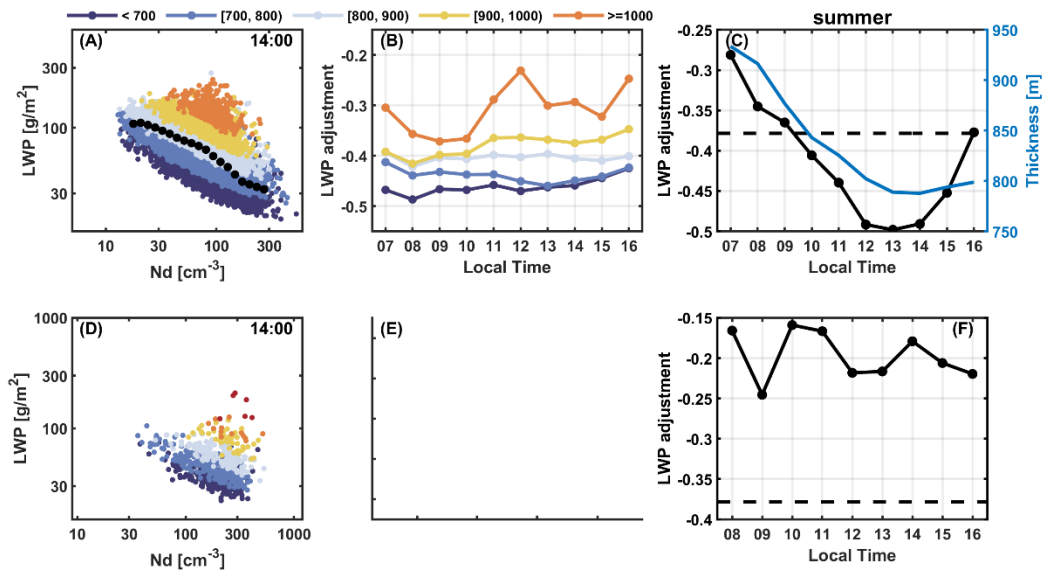 < 700 [700, 800) [800, 900) [900, 1000) >=1000
(A) 14:00
LWP [g/m²]
300
100
30
10 30 100 300
Nd [cm⁻³]
(B)
LWP adjustment
-0.2
-0.3
-0.4
-0.5
07 08 09 10 11 12 13 14 15 16
Local Time
summer
(C)
LWP adjustment
-0.25
-0.3
-0.35
-0.4
-0.45
-0.5
07 08 09 10 11 12 13 14 15 16
Local Time
950
900
850
800
750
Thickness [m]
(D) 14:00
LWP [g/m²]
1000
300
100
30
10 30 100 300 1000
Nd [cm⁻³]
(E)
(F)
LWP adjustment
-0.15
-0.2
-0.25
-0.3
-0.35
-0.4
08 09 10 11 12 13 14 15 16
Local Time